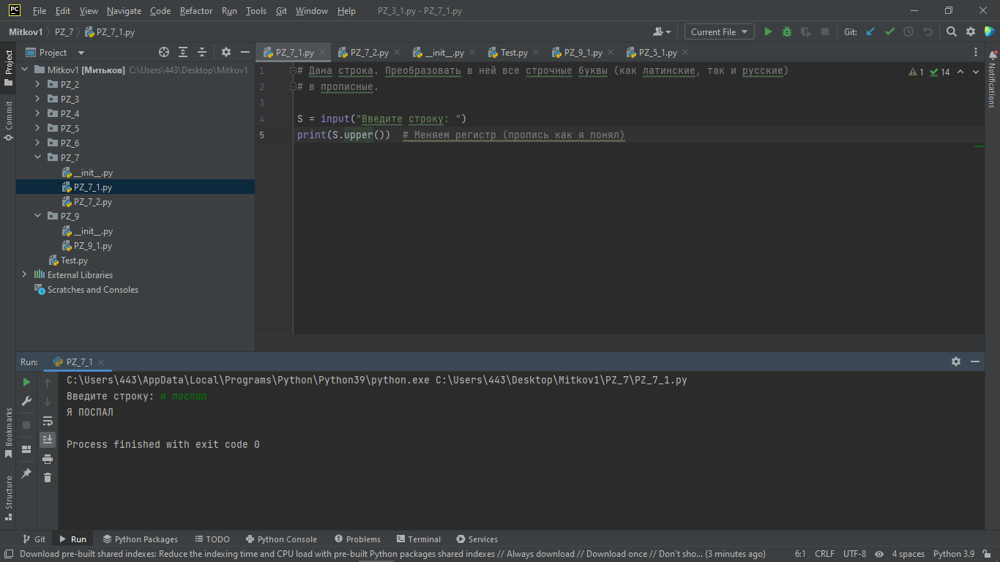 PC File Edit View Navigate Code Refactor Run Tools Git Window Help PZ_3_1.py - PZ_7_1.py
Mitkov1 PZ_7 PZ_7_1.py Current File Git:
Project
PZ_7_1.py PZ_7_2.py __init__.py Test.py PZ_9_1.py PZ_5_1.py
Project
Commit
Bookmarks
Structure
Notifications
Mitkov1 [Митьков] C:\Users\443\Desktop\Mitkov1
PZ_2
PZ_3
PZ_4
PZ_5
PZ_6
PZ_7
__init__.py
PZ_7_1.py
PZ_7_2.py
PZ_9
__init__.py
PZ_9_1.py
Test.py
External Libraries
Scratches and Consoles
1 # Дана строка. Преобразовать в ней все строчные буквы (как латинские, так и русские)
1 14
2 # в прописные.
3
4 S = input("Введите строку: ")
5 print(S.upper()) # Меняем регистр (пропись как я понял)
Run: PZ_7_1
C:\Users\443\AppData\Local\Programs\Python\Python39\python.exe C:\Users\443\Desktop\Mitkov1\PZ_7\PZ_7_1.py
Введите строку: я поспал
Я ПОСПАЛ
Process finished with exit code 0
Git Run Python Packages TODO Python Console Problems Terminal Services
Download pre-built shared indexes: Reduce the indexing time and CPU load with pre-built Python packages shared indexes // Always download // Download once // Don't sho... (3 minutes ago) 6:1 CRLF UTF-8 4 spaces Python 3.9